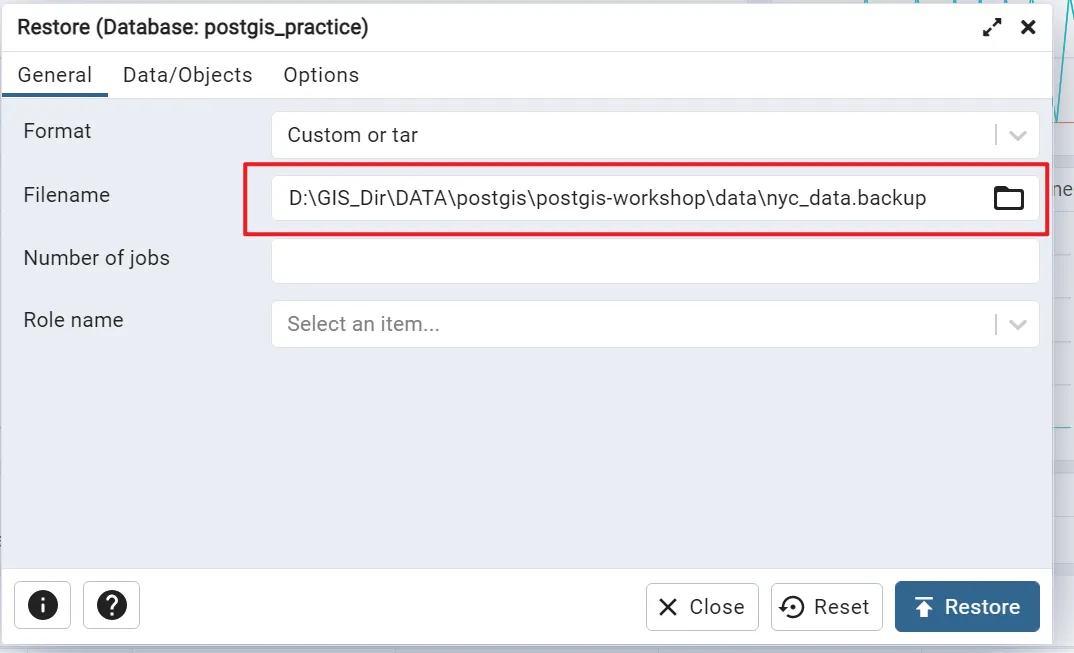 Restore (Database: postgis_practice)
General Data/Objects Options
Format Custom or tar
Filename D:\GIS_Dir\DATA\postgis\postgis-workshop\data\nyc_data.backup
Number of jobs
Role name Select an item...
Close Reset Restore